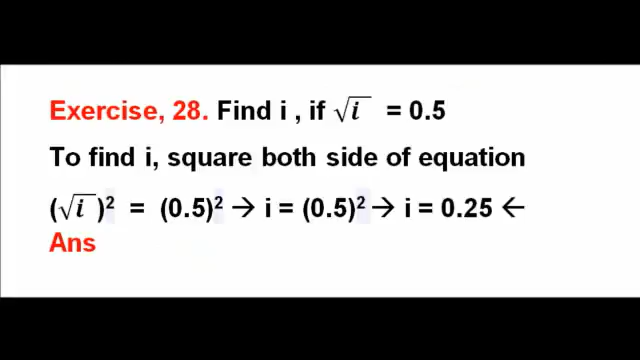 Exercise, 28. Find i , if √i = 0.5
To find i, square both side of equation
(√i )² = (0.5)² → i = (0.5)² → i = 0.25 ←
Ans